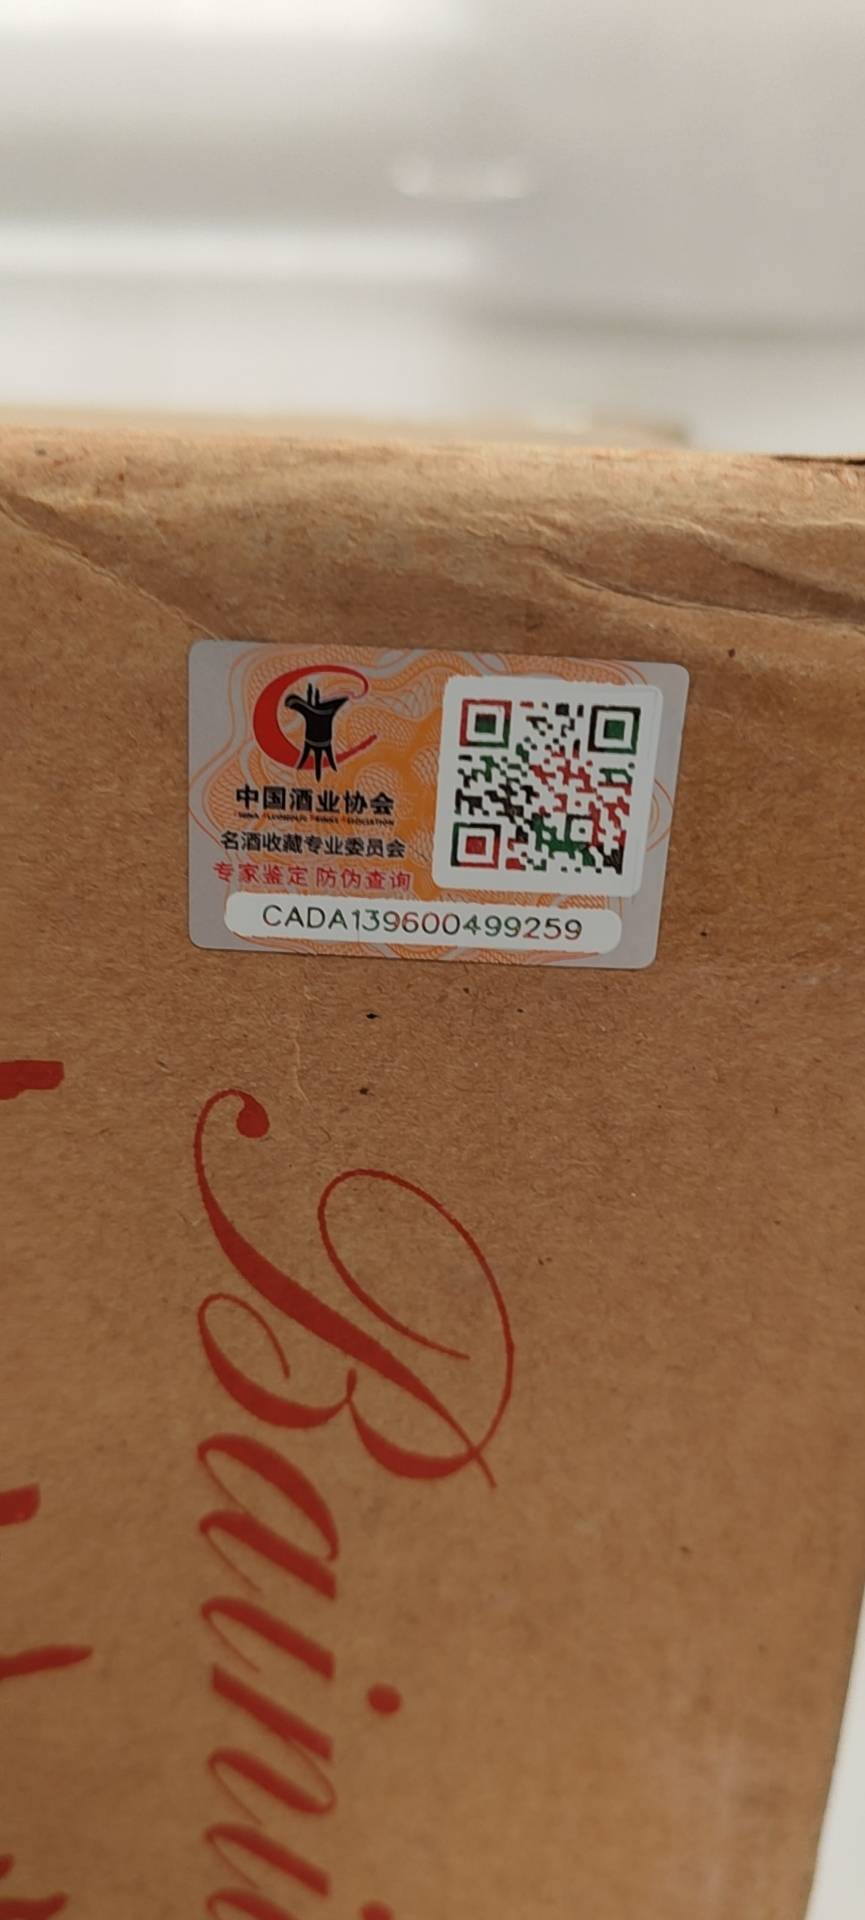 中国酒业协会
名酒收藏专业委员会
专家鉴定 防伪查询
CADA139600499259